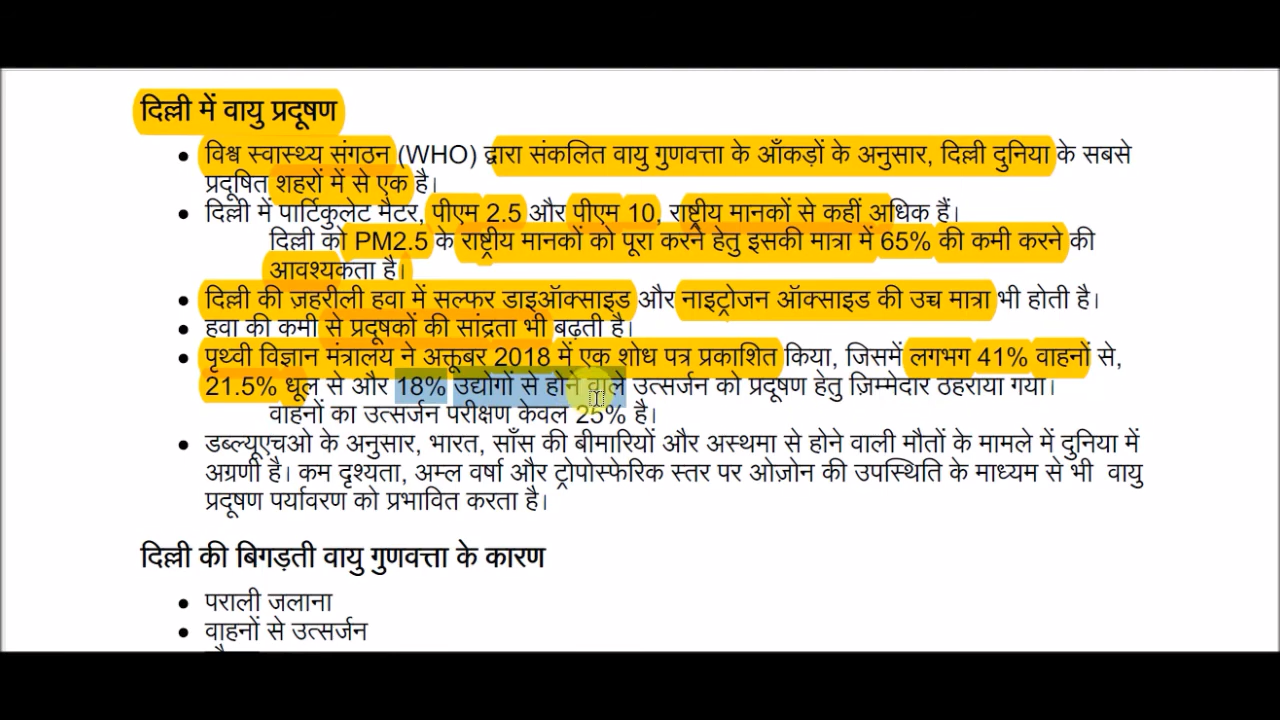 दिल्ली में वायु प्रदूषण
• विश्व स्वास्थ्य संगठन (WHO) द्वारा संकलित वायु गुणवत्ता के आँकड़ों के अनुसार, दिल्ली दुनिया के सबसे
प्रदूषित शहरों में से एक है।
• दिल्ली में पार्टिकुलेट मैटर, पीएम 2.5 और पीएम 10, राष्ट्रीय मानकों से कहीं अधिक हैं।
दिल्ली को PM2.5 के राष्ट्रीय मानकों को पूरा करने हेतु इसकी मात्रा में 65% की कमी करने की
आवश्यकता है।
• दिल्ली की ज़हरीली हवा में सल्फर डाइऑक्साइड और नाइट्रोजन ऑक्साइड की उच्च मात्रा भी होती है।
• हवा की कमी से प्रदूषकों की सांद्रता भी बढ़ती है।
• पृथ्वी विज्ञान मंत्रालय ने अक्तूबर 2018 में एक शोध पत्र प्रकाशित किया, जिसमें लगभग 41% वाहनों से,
21.5% धूल से और 18% उद्योगों से होने वाले उत्सर्जन को प्रदूषण हेतु ज़िम्मेदार ठहराया गया।
वाहनों का उत्सर्जन परीक्षण केवल 25% है।
• डब्ल्यूएचओ के अनुसार, भारत, साँस की बीमारियों और अस्थमा से होने वाली मौतों के मामले में दुनिया में
अग्रणी है। कम दृश्यता, अम्ल वर्षा और ट्रोपोस्फेरिक स्तर पर ओज़ोन की उपस्थिति के माध्यम से भी वायु
प्रदूषण पर्यावरण को प्रभावित करता है।
दिल्ली की बिगड़ती वायु गुणवत्ता के कारण
• पराली जलाना
• वाहनों से उत्सर्जन